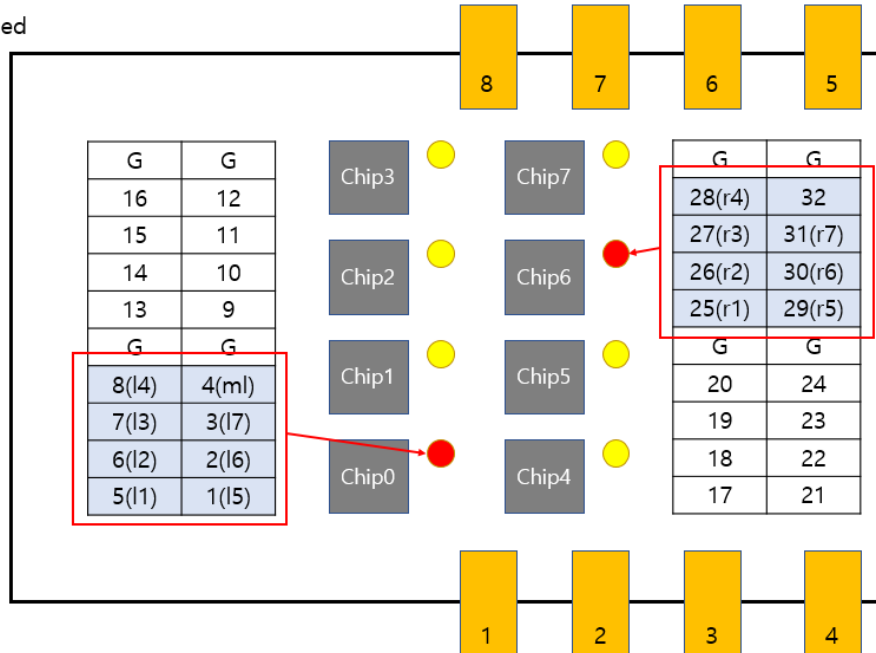 ed
8 7 6 5
G G
16 12
15 11
14 10
13 9
G G
8(l4) 4(ml)
7(l3) 3(l7)
6(l2) 2(l6)
5(l1) 1(l5)
Chip3
Chip2
Chip1
Chip0
Chip7
Chip6
Chip5
Chip4
G G
28(r4) 32
27(r3) 31(r7)
26(r2) 30(r6)
25(r1) 29(r5)
G G
20 24
19 23
18 22
17 21
1 2 3 4